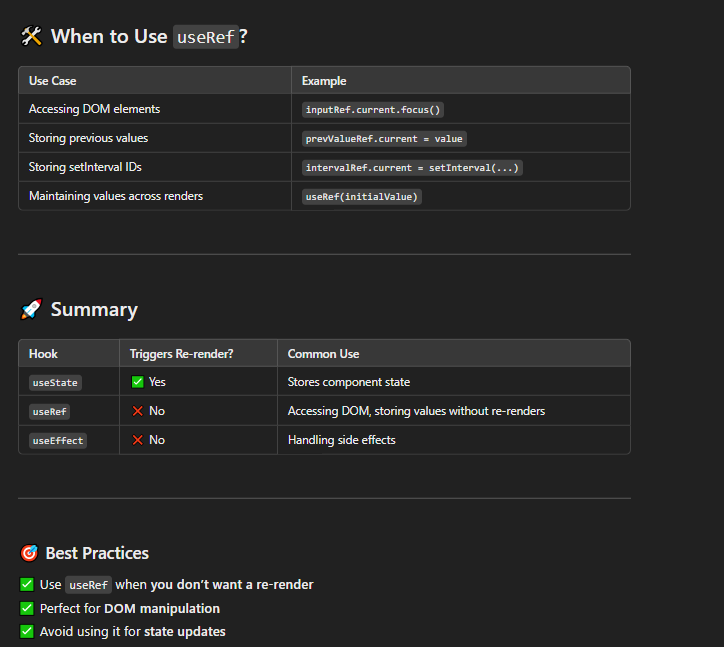 🛠️ When to Use useRef?
Use Case Example
Accessing DOM elements inputRef.current.focus()
Storing previous values prevValueRef.current = value
Storing setInterval IDs intervalRef.current = setInterval(...)
Maintaining values across renders useRef(initialValue)
🚀 Summary
Hook Triggers Re-render? Common Use
useState ✅ Yes Stores component state
useRef ❌ No Accessing DOM, storing values without re-renders
useEffect ❌ No Handling side effects
🎯 Best Practices
✅ Use useRef when you don’t want a re-render
✅ Perfect for DOM manipulation
✅ Avoid using it for state updates